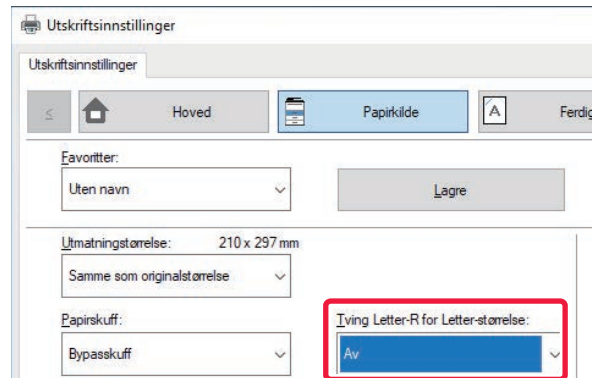 Utskriftsinnstillinger
Utskriftsinnstillinger
≤ Hoved Papirkilde A Ferdig
Favoritter:
Uten navn Lagre
Utmatningstørrelse: 210 x 297 mm
Samme som originalstørrelse
Papirskuff: Tving Letter-R for Letter-størrelse:
Bypasskuff Av